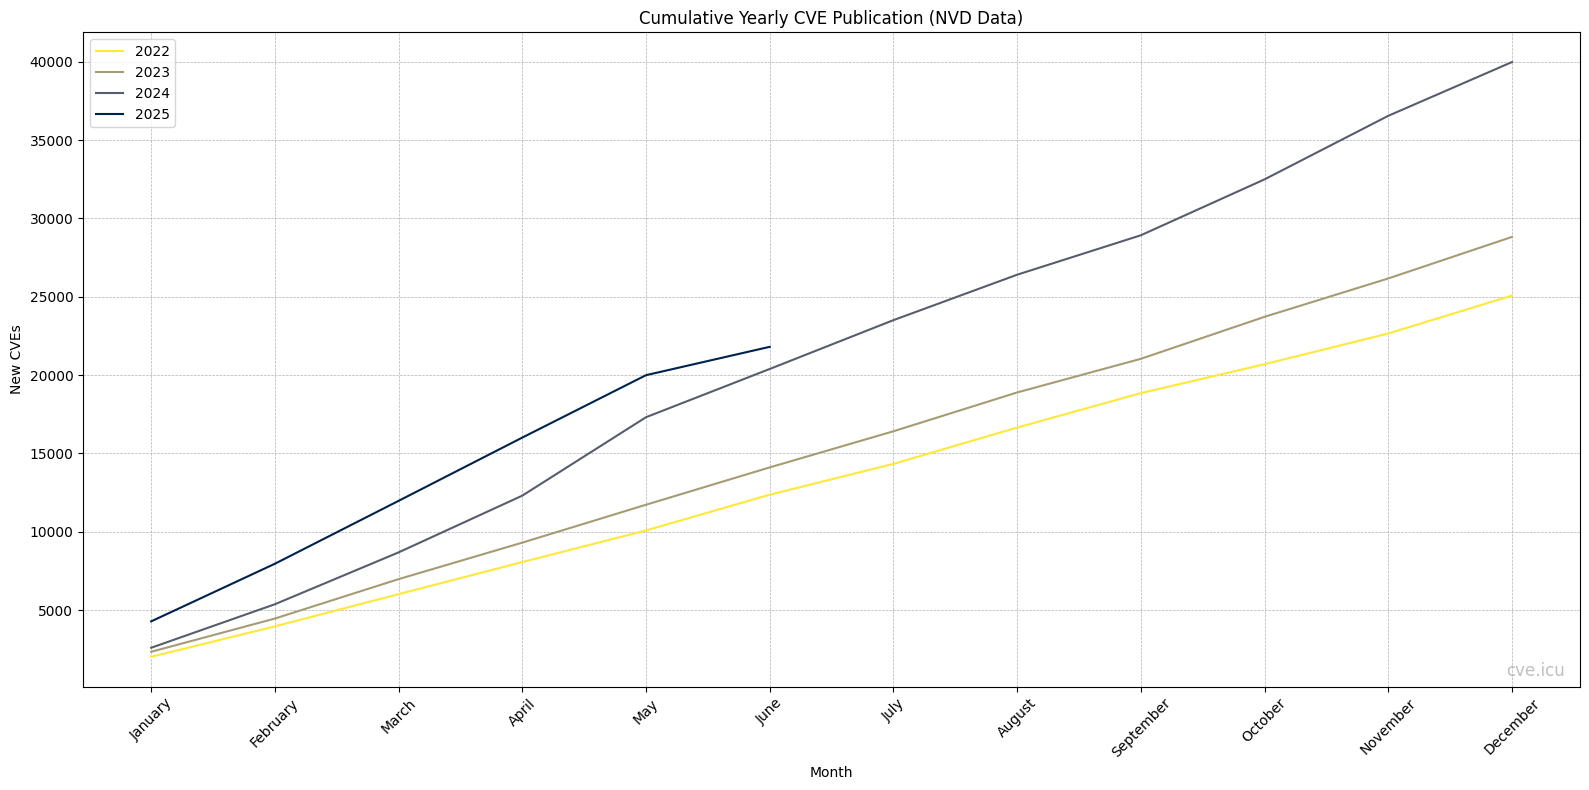 Cumulative Yearly CVE Publication (NVD Data)
2022
2023
2024
2025
New CVEs
40000
35000
30000
25000
20000
15000
10000
5000
cve.icu
January
February
March
April
May
June
July
August
September
October
November
December
Month